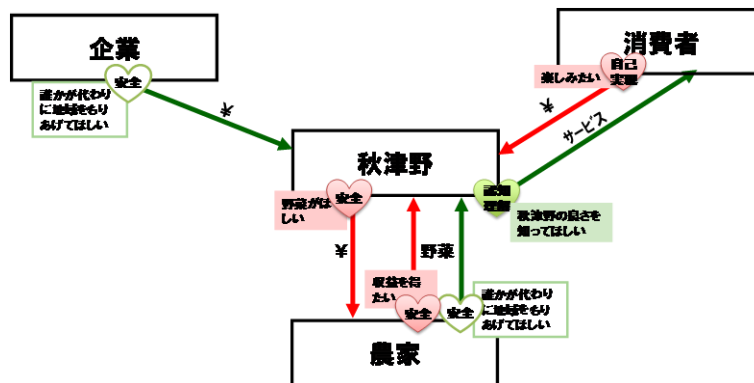 企業
消費者
安全
自己
実現
楽しみたい
誰かが代わり
に地域をもり
あげてほしい
¥
¥
サービス
秋津野
安全
認知
理解
野菜がほ
しい
秋津野の良さを
知ってほしい
¥
野菜
収益を得
たい
安全
安全
誰かが代わり
に地域をもり
あげてほしい
農家